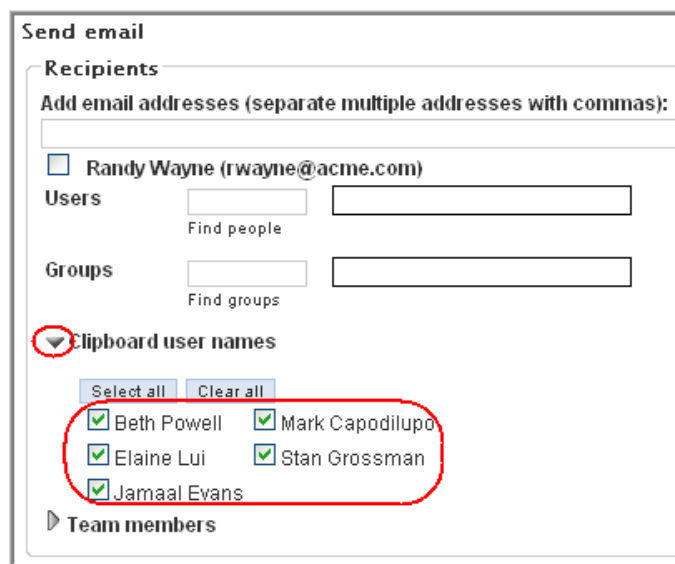 Send email
Recipients
Add email addresses (separate multiple addresses with commas):
Randy Wayne (rwayne@acme.com)
Users
Find people
Groups
Find groups
Clipboard user names
Select all Clear all
Beth Powell Mark Capodilupo
Elaine Lui Stan Grossman
Jamaal Evans
Team members